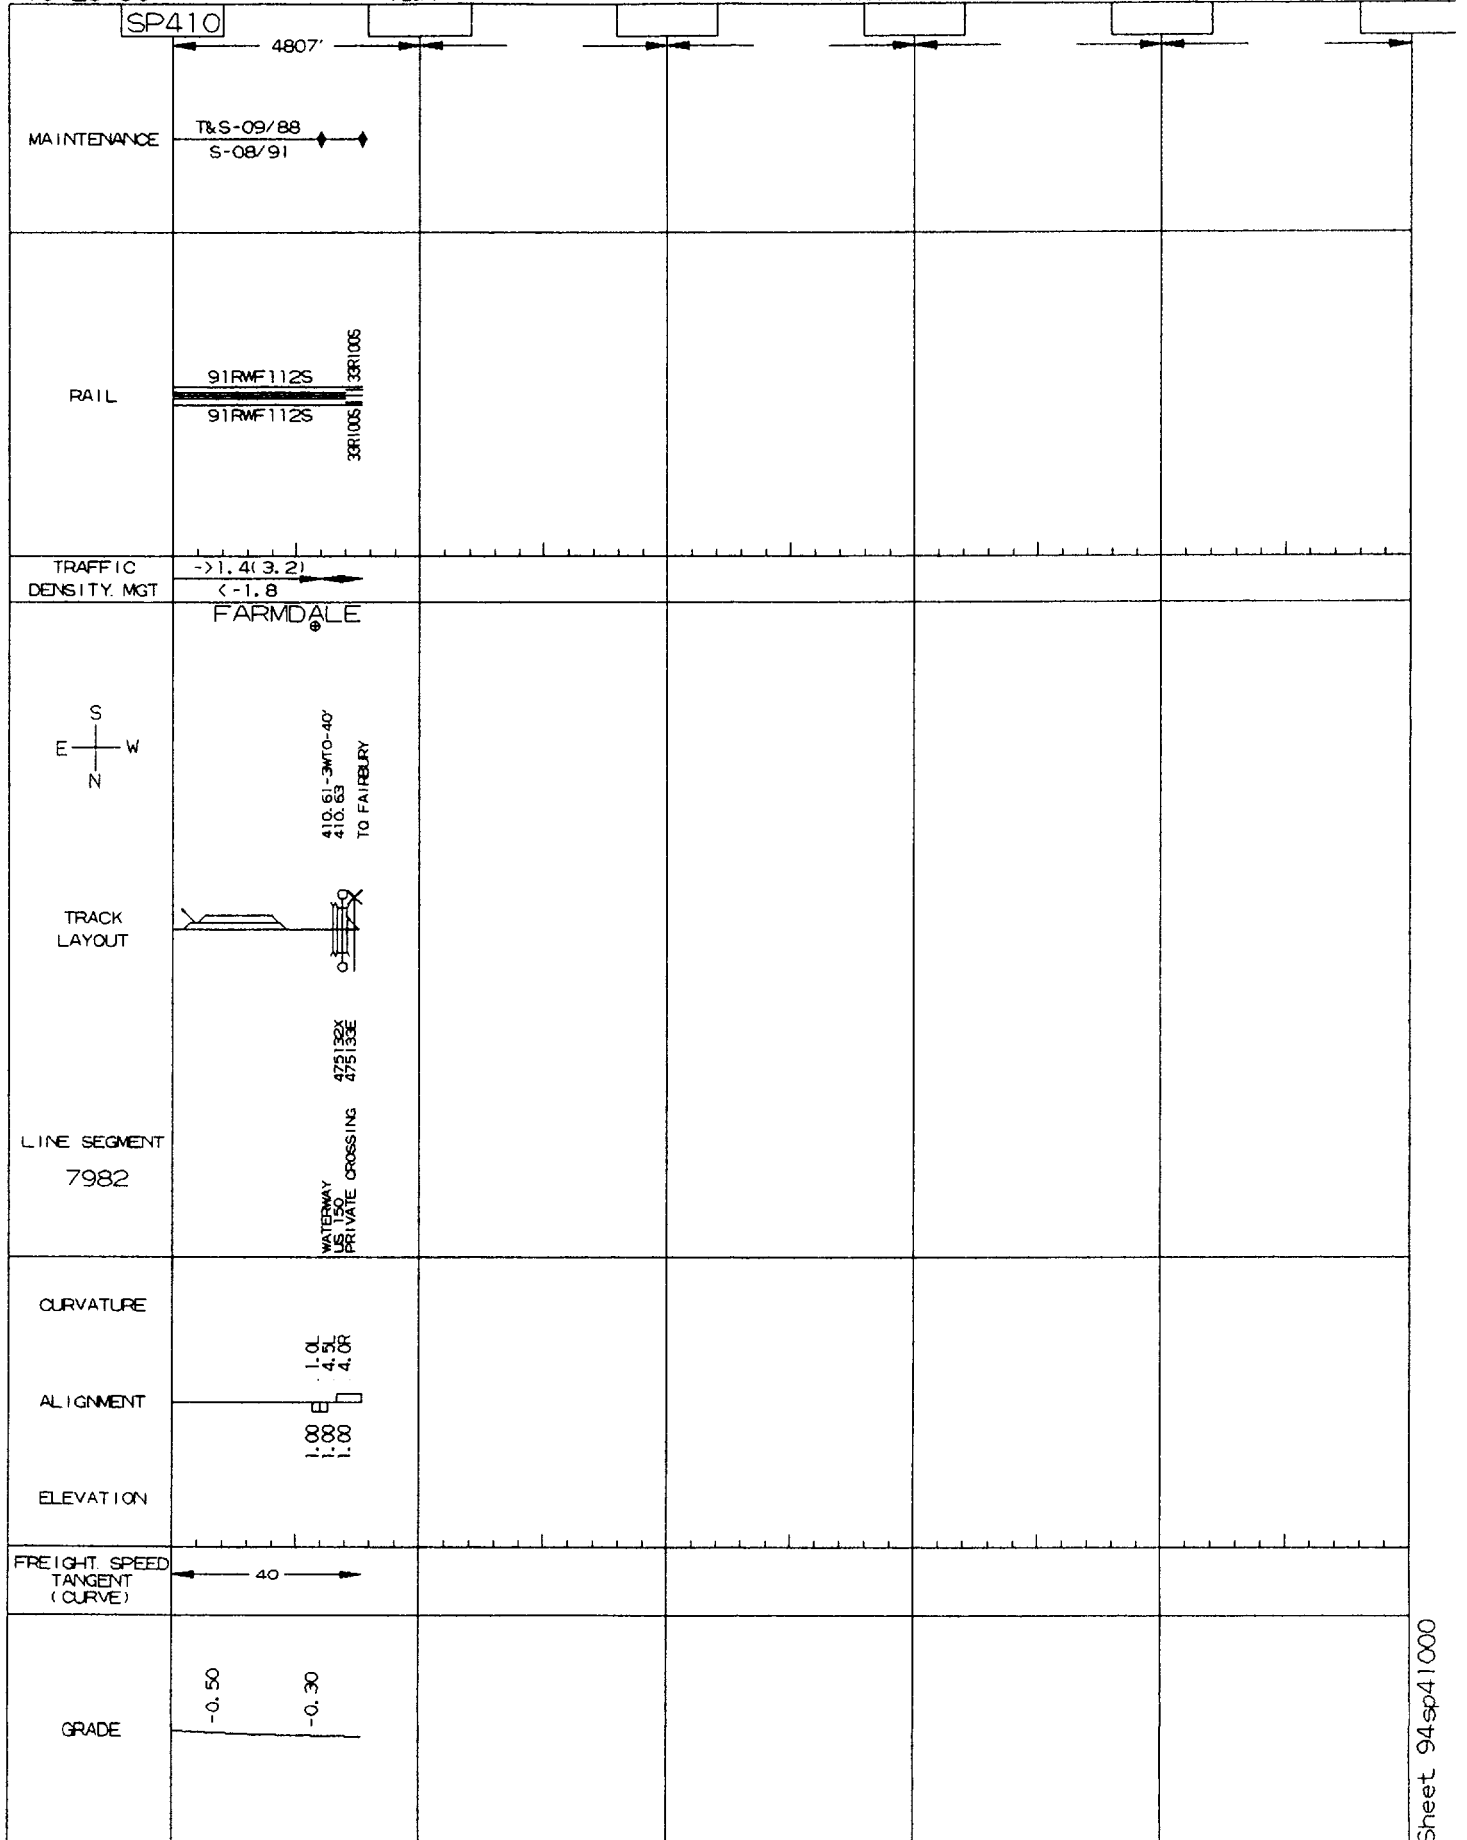 SP410
4807'
MAINTENANCE
T&S-09/88
S-08/91
RAIL
91RWF112S
33R100S
91RWF112S
33R100S
TRAFFIC
DENSITY. MGT
->1.4(3.2)
<-1.8
FARMDALE
S
E W
N
410.61-3WTO-40'
410.63
TO FAIRBURY
TRACK
LAYOUT
475132X
475133E
LINE SEGMENT
7982
WATERWAY
US 150
PRIVATE CROSSING
CURVATURE
1.0L
4.5L
4.0R
ALIGNMENT
1.00
1.00
1.00
ELEVATION
FREIGHT. SPEED
TANGENT
(CURVE)
40
GRADE
-0.50
-0.30
Sheet 94sp41000